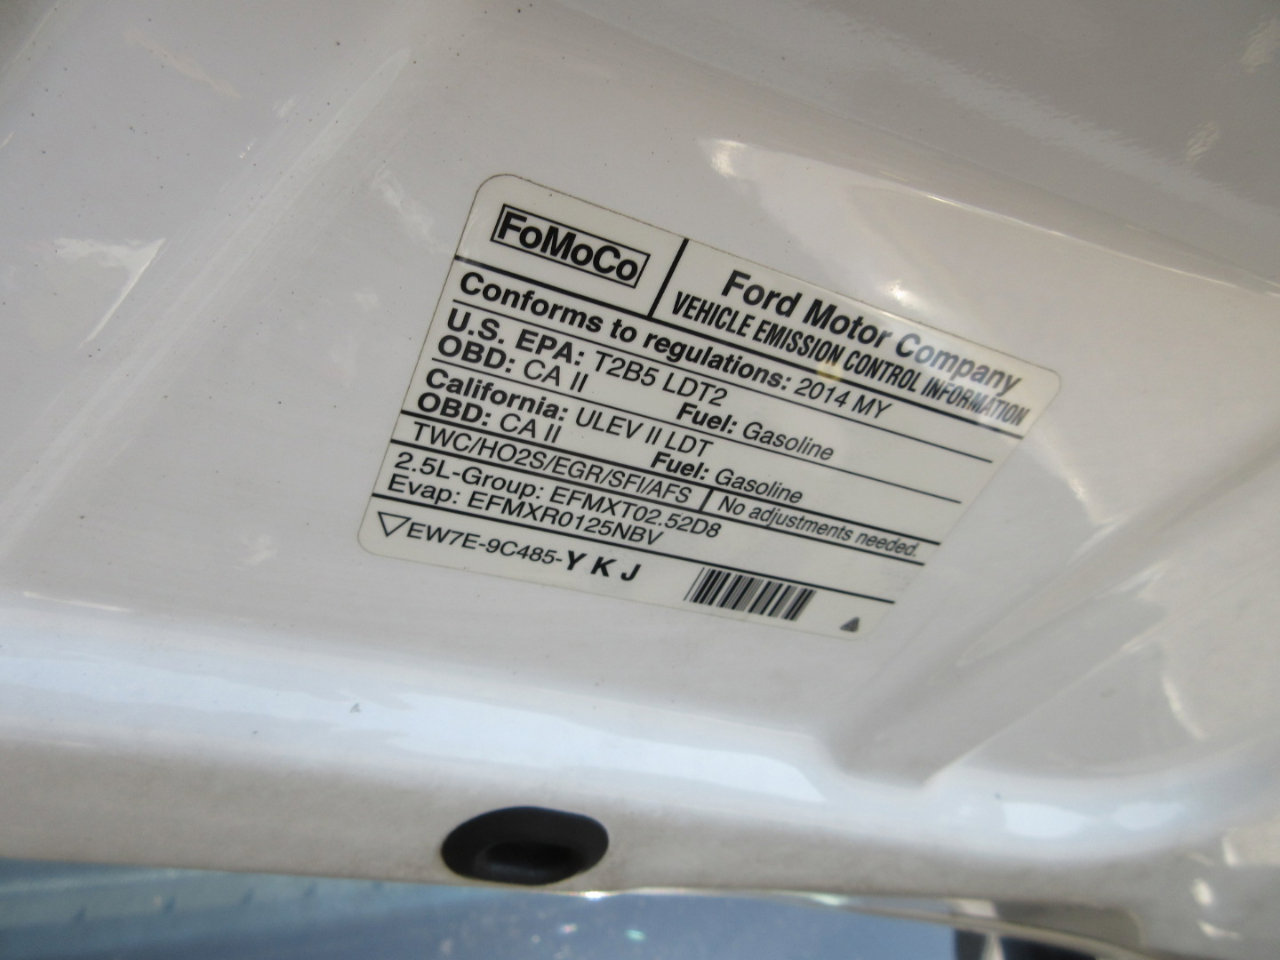 FoMoCo
Ford Motor Company
VEHICLE EMISSION CONTROL INFORMATION
Conforms to regulations: 2014 MY
U.S. EPA: T2B5 LDT2
OBD: CA II Fuel: Gasoline
California: ULEV II LDT
OBD: CA II Fuel: Gasoline
TWC/HO2S/EGR/SFI/AFS No adjustments needed.
2.5L-Group: EFMXT02.52D8
Evap: EFMXR0125NBV
EW7E-9C485-Y K J